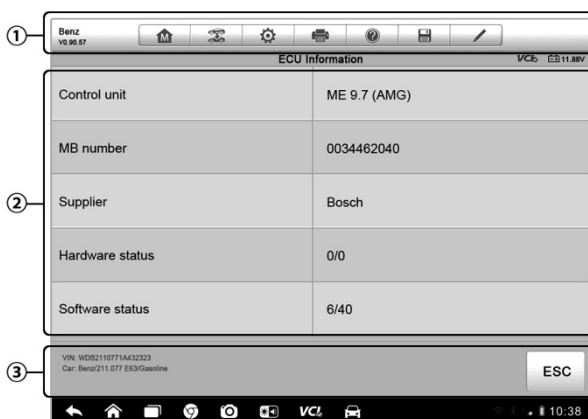 ①
Benz
V0.90.57
M
?
ECU Information
VCI
11.88V
②
Control unit ME 9.7 (AMG)
MB number 0034462040
Supplier Bosch
Hardware status 0/0
Software status 6/40
③
VIN: WDB2110771A432323
Car: Benz/211.077 E63/Gasoline
ESC
VCI
10:38